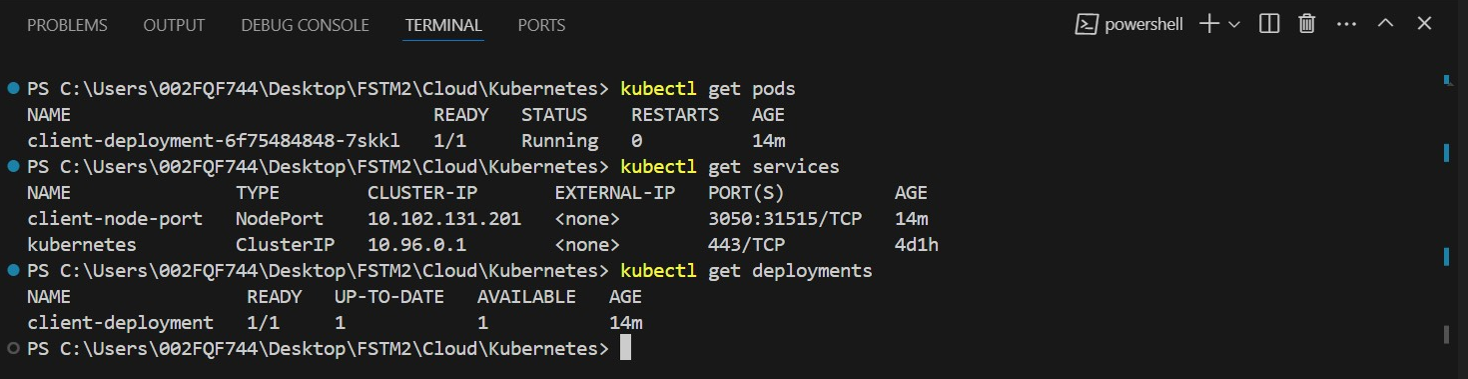 PROBLEMS OUTPUT DEBUG CONSOLE TERMINAL PORTS powershell
PS C:\Users\002FQF744\Desktop\FSTM2\Cloud\Kubernetes> kubectl get pods
NAME READY STATUS RESTARTS AGE
client-deployment-6f75484848-7skkl 1/1 Running 0 14m
PS C:\Users\002FQF744\Desktop\FSTM2\Cloud\Kubernetes> kubectl get services
NAME TYPE CLUSTER-IP EXTERNAL-IP PORT(S) AGE
client-node-port NodePort 10.102.131.201 <none> 3050:31515/TCP 14m
kubernetes ClusterIP 10.96.0.1 <none> 443/TCP 4d1h
PS C:\Users\002FQF744\Desktop\FSTM2\Cloud\Kubernetes> kubectl get deployments
NAME READY UP-TO-DATE AVAILABLE AGE
client-deployment 1/1 1 1 14m
PS C:\Users\002FQF744\Desktop\FSTM2\Cloud\Kubernetes>